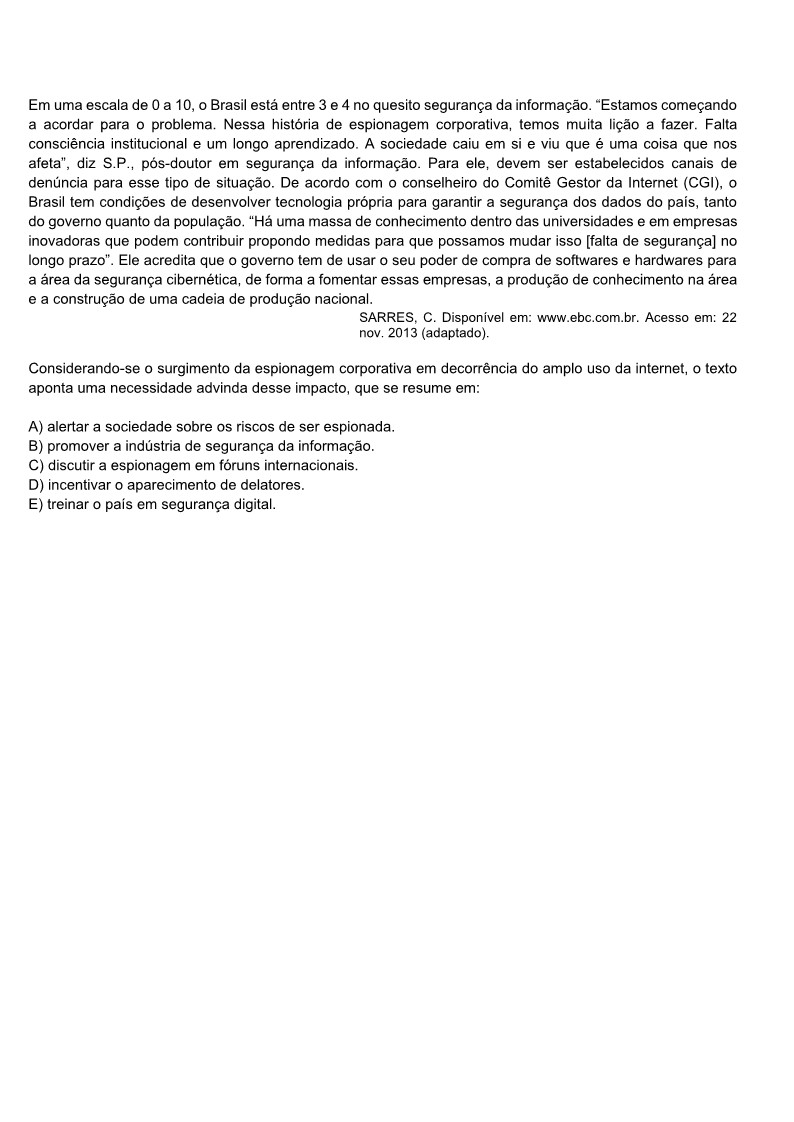 Em uma escala de 0 a 10, o Brasil está entre 3 e 4 no quesito segurança da informação. “Estamos começando
a acordar para o problema. Nessa história de espionagem corporativa, temos muita lição a fazer. Falta
consciência institucional e um longo aprendizado. A sociedade caiu em si e viu que é uma coisa que nos
afeta”, diz S.P., pós-doutor em segurança da informação. Para ele, devem ser estabelecidos canais de
denúncia para esse tipo de situação. De acordo com o conselheiro do Comitê Gestor da Internet (CGI), o
Brasil tem condições de desenvolver tecnologia própria para garantir a segurança dos dados do país, tanto
do governo quanto da população. “Há uma massa de conhecimento dentro das universidades e em empresas
inovadoras que podem contribuir propondo medidas para que possamos mudar isso [falta de segurança] no
longo prazo”. Ele acredita que o governo tem de usar o seu poder de compra de softwares e hardwares para
a área da segurança cibernética, de forma a fomentar essas empresas, a produção de conhecimento na área
e a construção de uma cadeia de produção nacional.
SARRES, C. Disponível em: www.ebc.com.br. Acesso em: 22
nov. 2013 (adaptado).
Considerando-se o surgimento da espionagem corporativa em decorrência do amplo uso da internet, o texto
aponta uma necessidade advinda desse impacto, que se resume em:
A) alertar a sociedade sobre os riscos de ser espionada.
B) promover a indústria de segurança da informação.
C) discutir a espionagem em fóruns internacionais.
D) incentivar o aparecimento de delatores.
E) treinar o país em segurança digital.